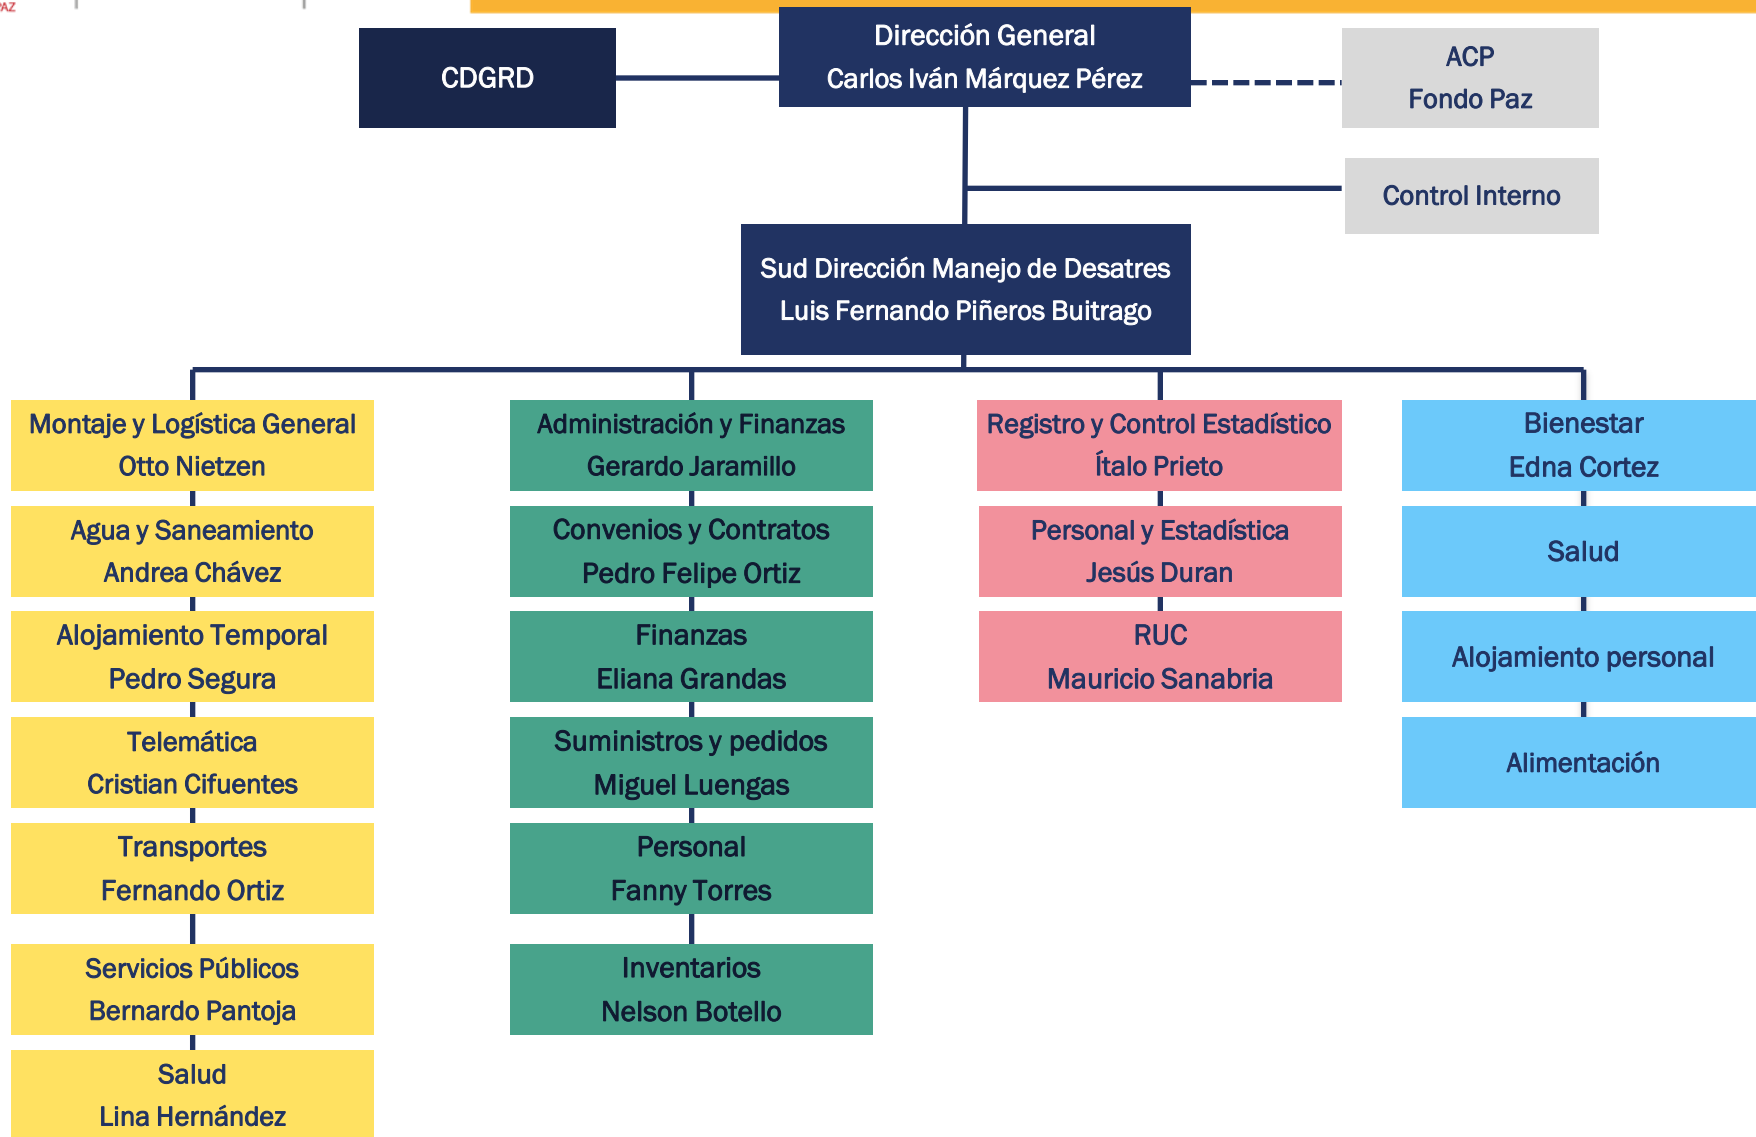 PAZ
Dirección General
Carlos Iván Márquez Pérez
CDGRD
ACP
Fondo Paz
Control Interno
Sud Dirección Manejo de Desatres
Luis Fernando Piñeros Buitrago
Montaje y Logística General
Otto Nietzen
Agua y Saneamiento
Andrea Chávez
Alojamiento Temporal
Pedro Segura
Telemática
Cristian Cifuentes
Transportes
Fernando Ortiz
Servicios Públicos
Bernardo Pantoja
Salud
Lina Hernández
Administración y Finanzas
Gerardo Jaramillo
Convenios y Contratos
Pedro Felipe Ortiz
Finanzas
Eliana Grandas
Suministros y pedidos
Miguel Luengas
Personal
Fanny Torres
Inventarios
Nelson Botello
Registro y Control Estadístico
Ítalo Prieto
Personal y Estadística
Jesús Duran
RUC
Mauricio Sanabria
Bienestar
Edna Cortez
Salud
Alojamiento personal
Alimentación